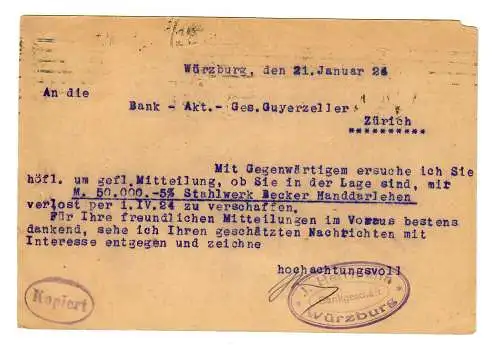 Würzburg, den 21.Januar 24
An die
Bank - Akt.- Ges.Guyerzeller
Zürich
Mit Gegenwärtigem ersuche ich Sie
höfl. um gefl.Mitteilung, ob Sie in der Lage sind, mir
M. 50.000.-5% Stahlwerk Becker Handdarlehen
verlost per 1.IV.24 zu verschaffen.
Für Ihre freundlichen Mitteilungen im Voraus bestens
dankend, sehe ich Ihren geschätzten Nachrichten mit
Interesse entgegen und zeichne
hochachtungsvoll
Kopiert
J.
Bankgeschäft
Würzburg